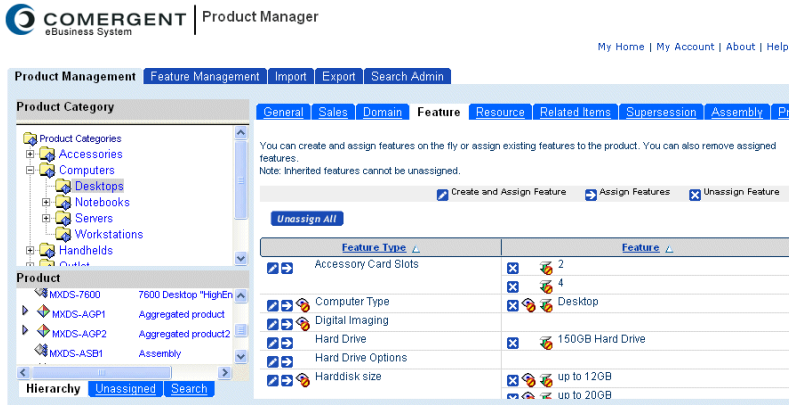 COMERGENT
eBusiness System
Product Manager
My Home | My Account | About | Help
Product Management Feature Management Import Export Search Admin
Product Category
General Sales Domain Feature Resource Related Items Supersession Assembly
Product Categories
Accessories
Computers
Desktops
Notebooks
Servers
Workstations
Handhelds
You can create and assign features on the fly or assign existing features to the product. You can also remove assigned
features.
Note: Inherited features cannot be unassigned.
Create and Assign Feature Assign Features Unassign Feature
Unassign All
Feature Type Feature
Accessory Card Slots 2
4
Computer Type Desktop
Digital Imaging
Hard Drive 150GB Hard Drive
Hard Drive Options
Harddisk size up to 12GB
up to 20GB
Product
MXDS-7600 7600 Desktop "HighEn
MXDS-AGP1 Aggregated product
MXDS-AGP2 Aggregated product2
MXDS-ASB1 Assembly
Hierarchy Unassigned Search